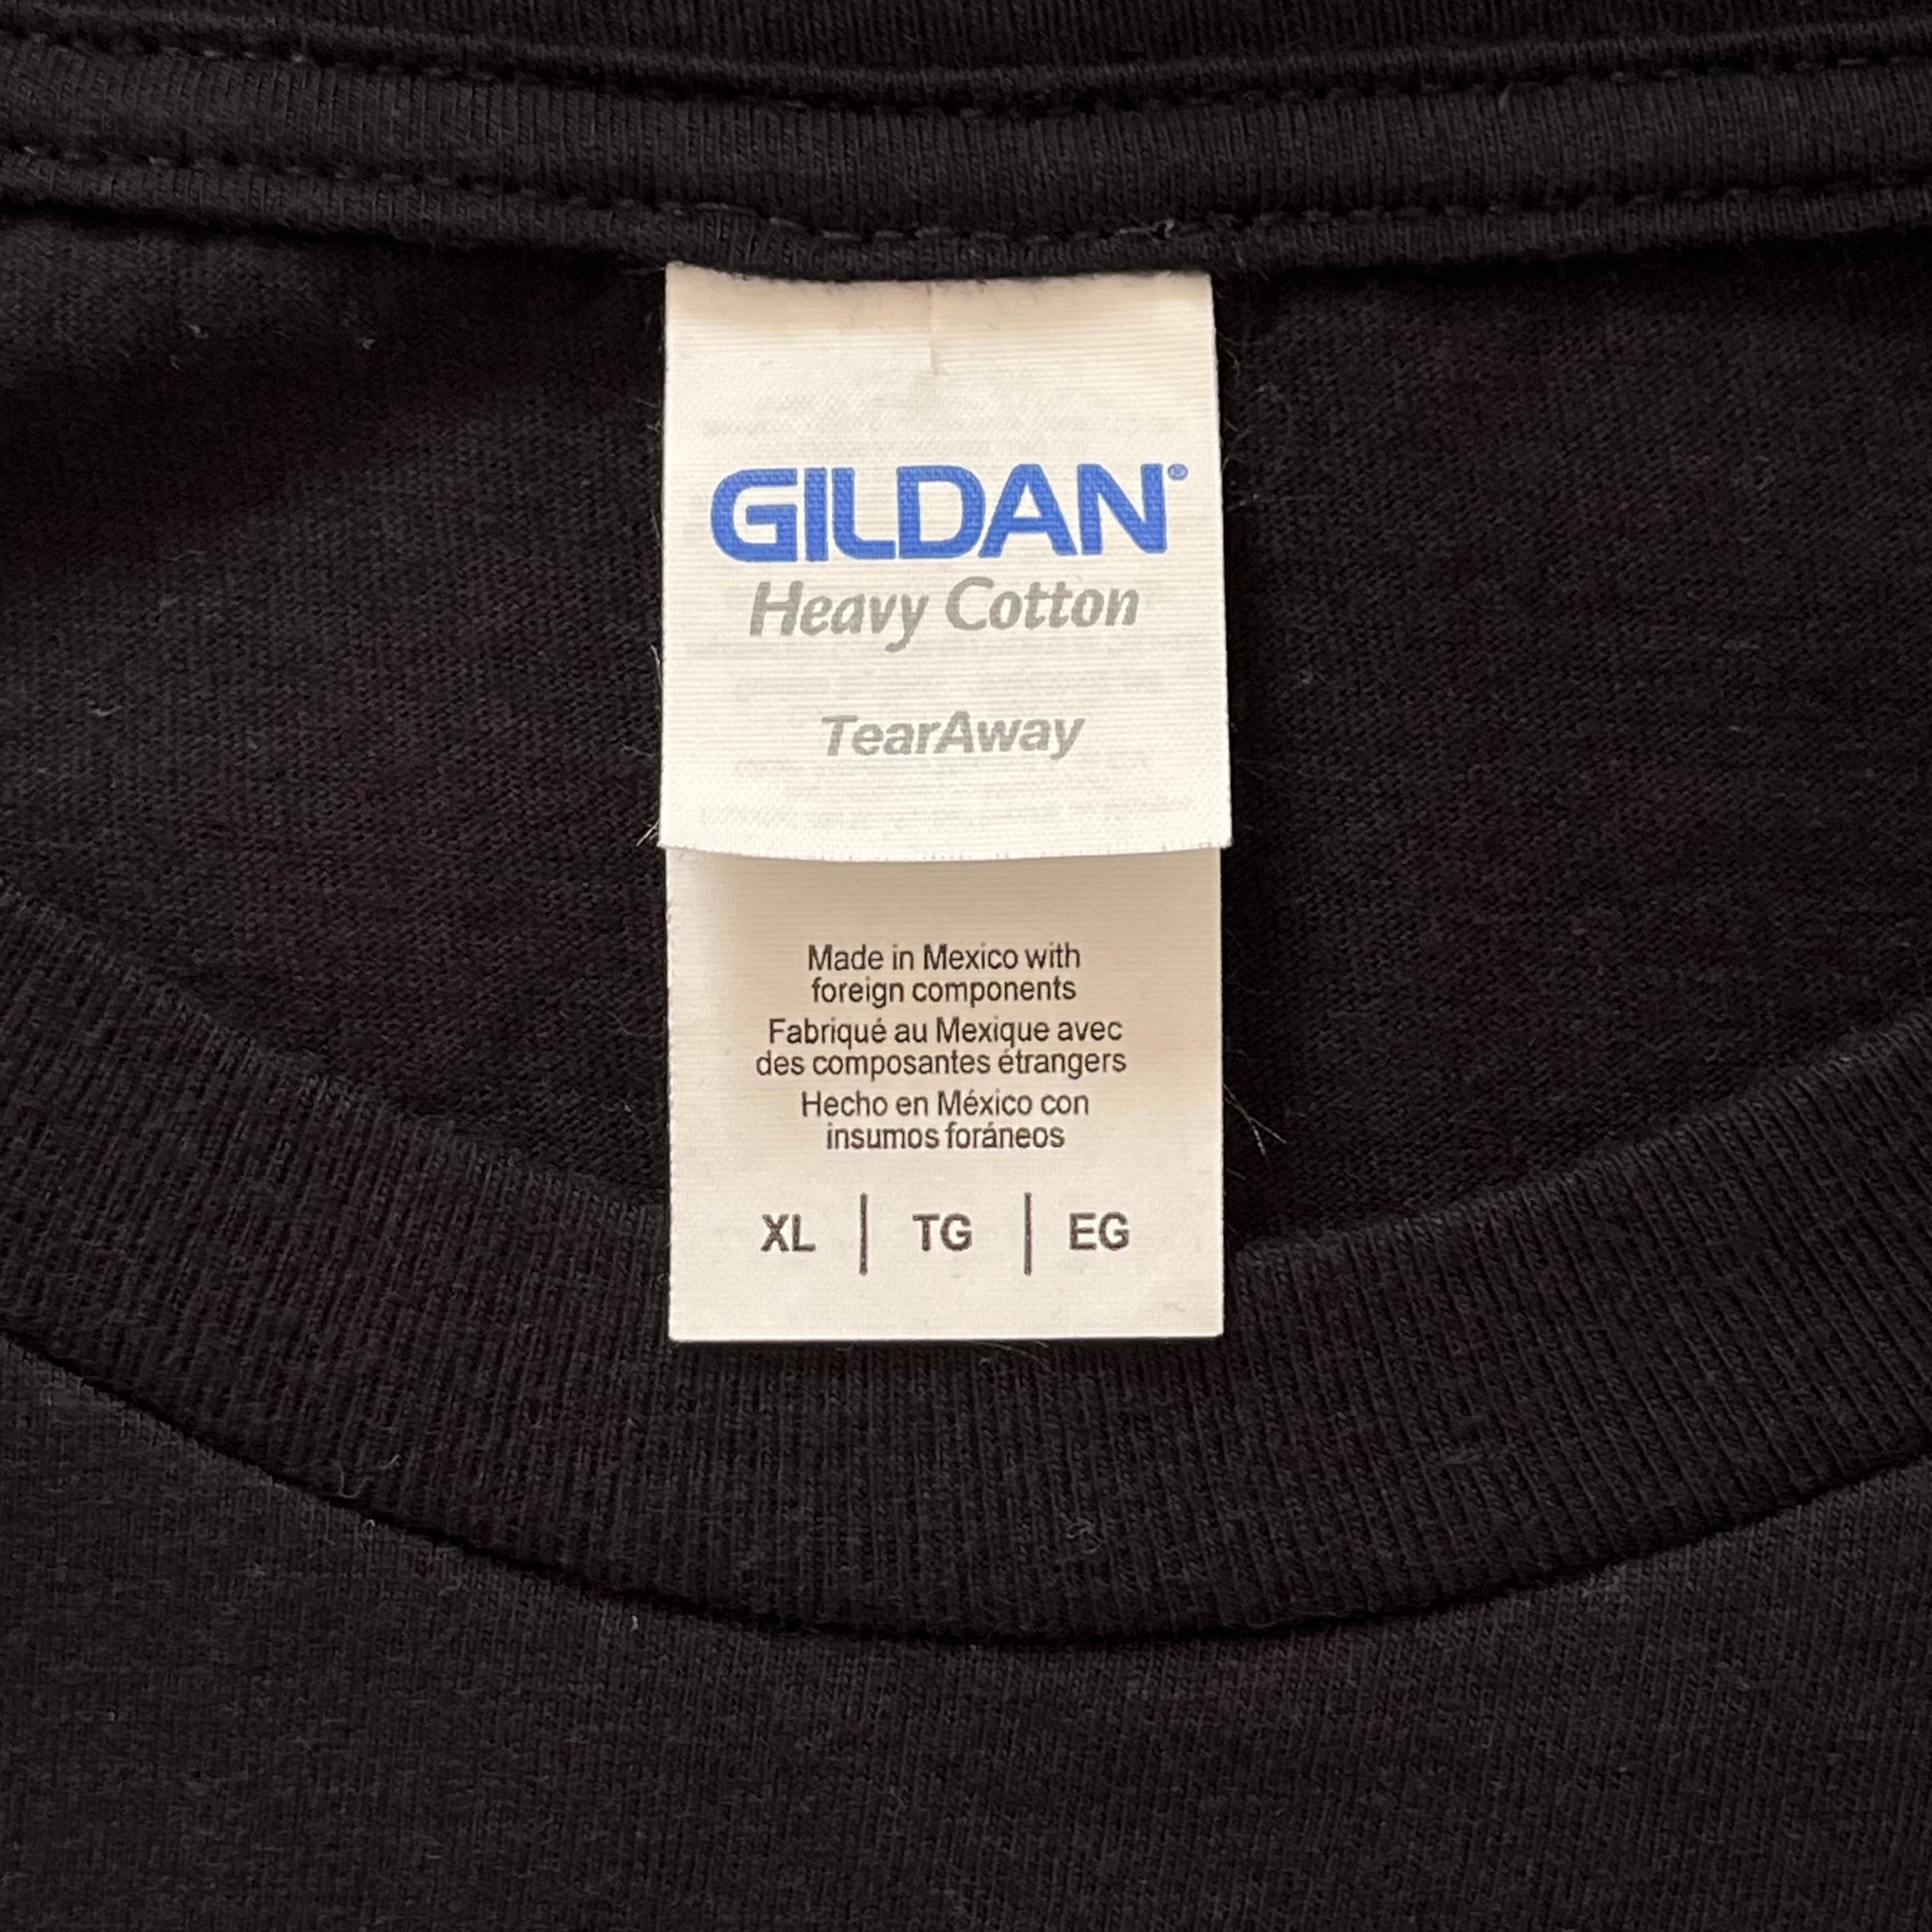 GILDAN®
Heavy Cotton
TearAway
Made in Mexico with
foreign components
Fabriqué au Mexique avec
des composantes étrangers
Hecho en México con
insumos foráneos
XL | TG | EG